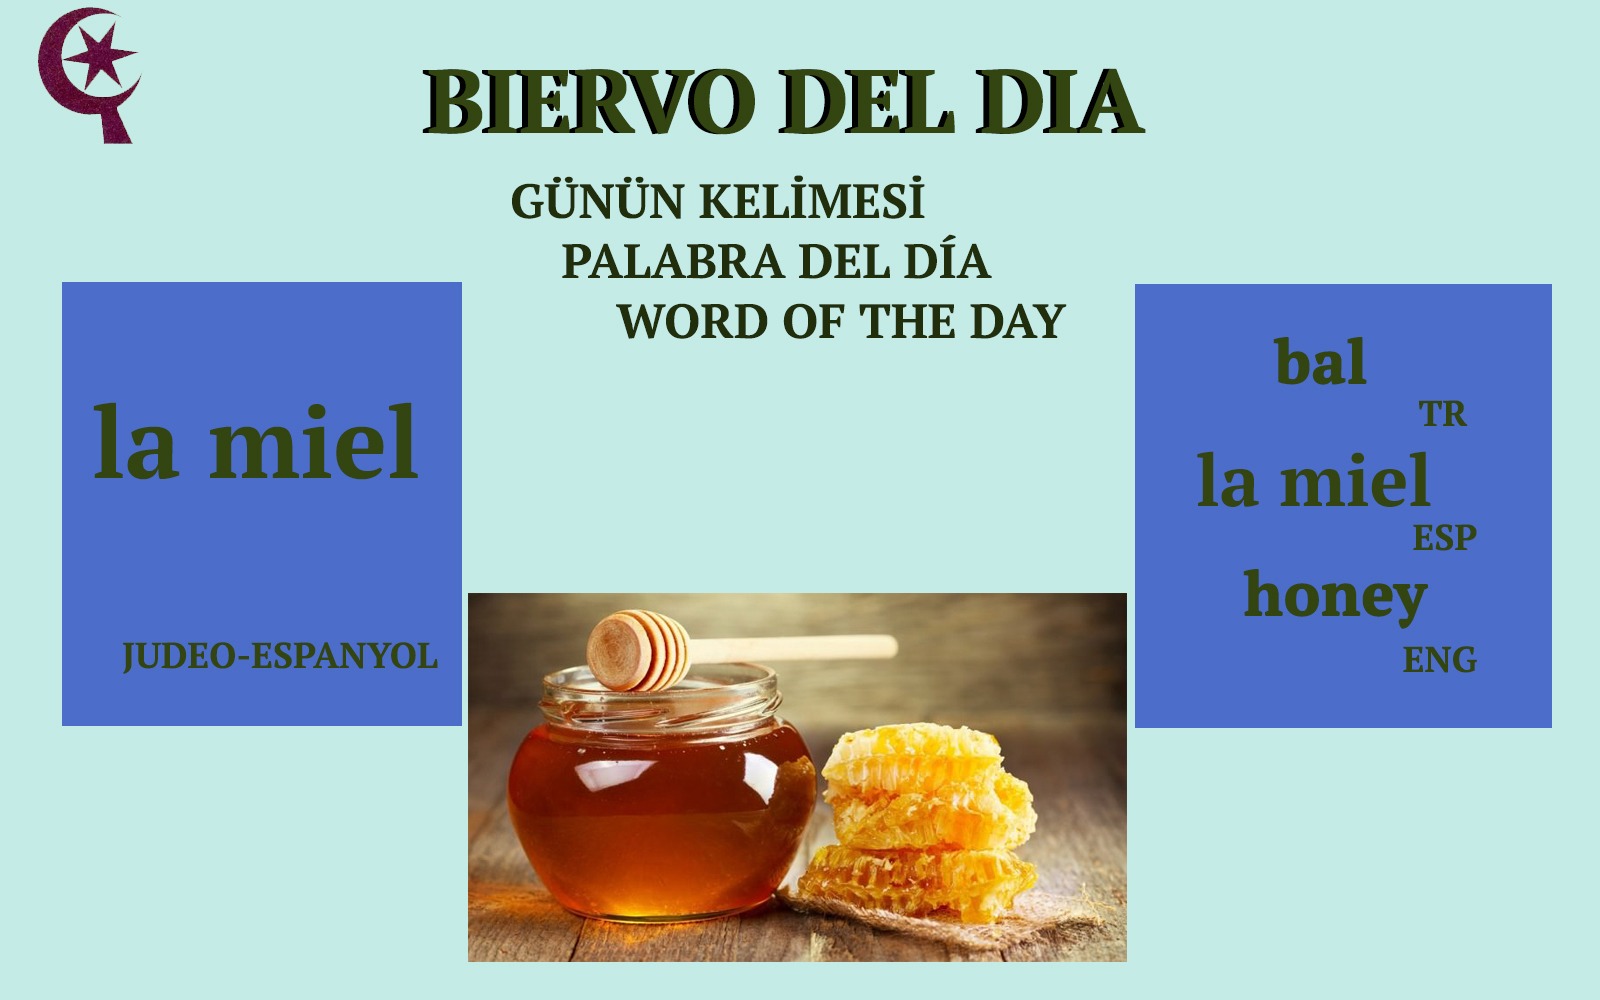 BIERVO DEL DIA
GÜNÜN KELİMESİ
PALABRA DEL DÍA
WORD OF THE DAY
la miel
JUDEO-ESPANYOL
bal
TR
la miel
ESP
honey
ENG